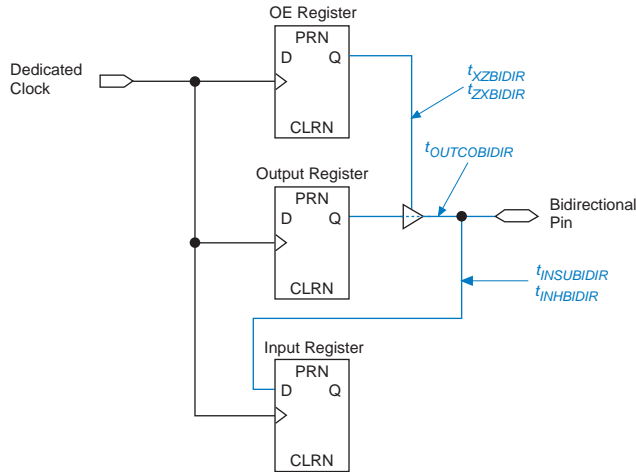 OE Register
PRN
D Q
CLRN
Dedicated
Clock
tXZBIDIR
tZXBIDIR
tOUTCOBIDIR
Output Register
PRN
D Q
CLRN
Bidirectional
Pin
tINSUBIDIR
tINHBIDIR
Input Register
PRN
D Q
CLRN